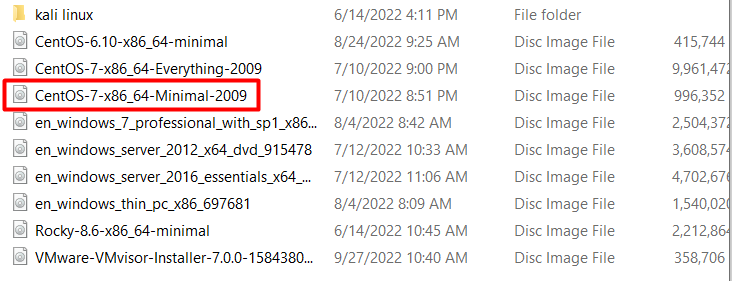 kali linux 6/14/2022 4:11 PM File folder
CentOS-6.10-x86_64-minimal 8/24/2022 9:25 AM Disc Image File 415,744
CentOS-7-x86_64-Everything-2009 7/10/2022 9:00 PM Disc Image File 9,961,472
CentOS-7-x86_64-Minimal-2009 7/10/2022 8:51 PM Disc Image File 996,352
en_windows_7_professional_with_sp1_x86... 8/4/2022 8:42 AM Disc Image File 2,504,372
en_windows_server_2012_x64_dvd_915478 7/12/2022 10:33 AM Disc Image File 3,608,574
en_windows_server_2016_essentials_x64_... 7/12/2022 11:06 AM Disc Image File 4,702,676
en_windows_thin_pc_x86_697681 8/4/2022 8:09 AM Disc Image File 1,540,020
Rocky-8.6-x86_64-minimal 6/14/2022 10:45 AM Disc Image File 2,212,864
VMware-VMvisor-Installer-7.0.0-1584380... 9/27/2022 10:40 AM Disc Image File 358,706